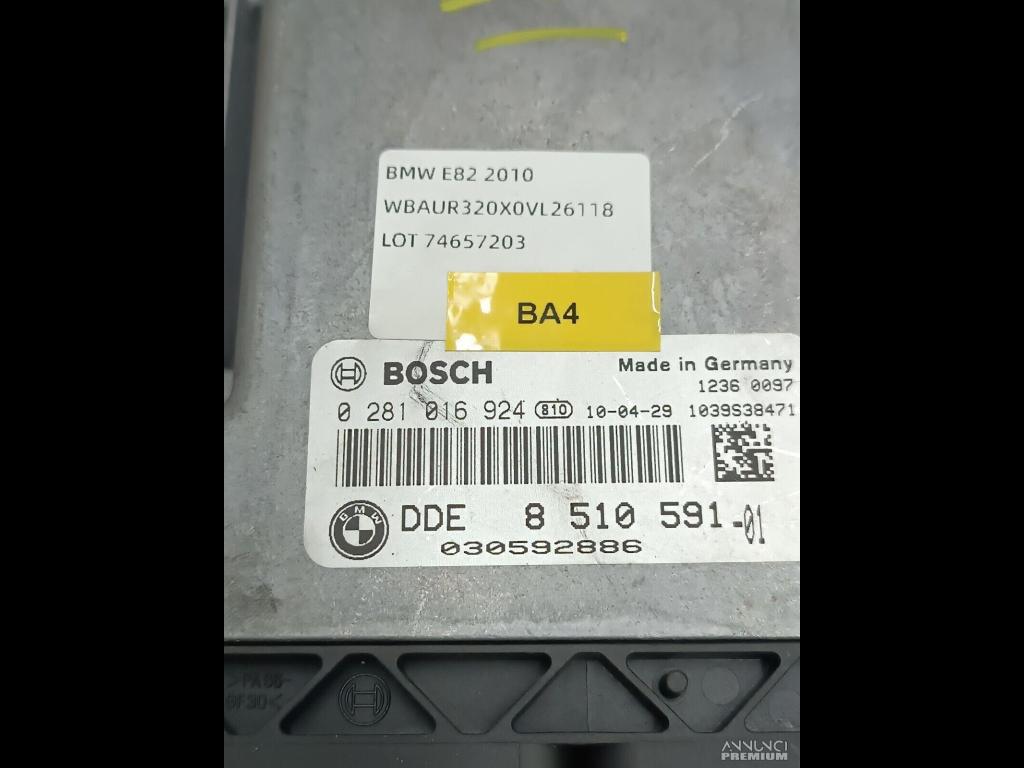 BMW E82 2010
WBAUR320X0VL26118
LOT 74657203
BA4
BOSCH
Made in Germany
1236 0097
0 281 016 924 810 10-04-29 1039S38471
BMW
DDE 8 510 591-01
030592886
ANNUNCI
PREMIUM